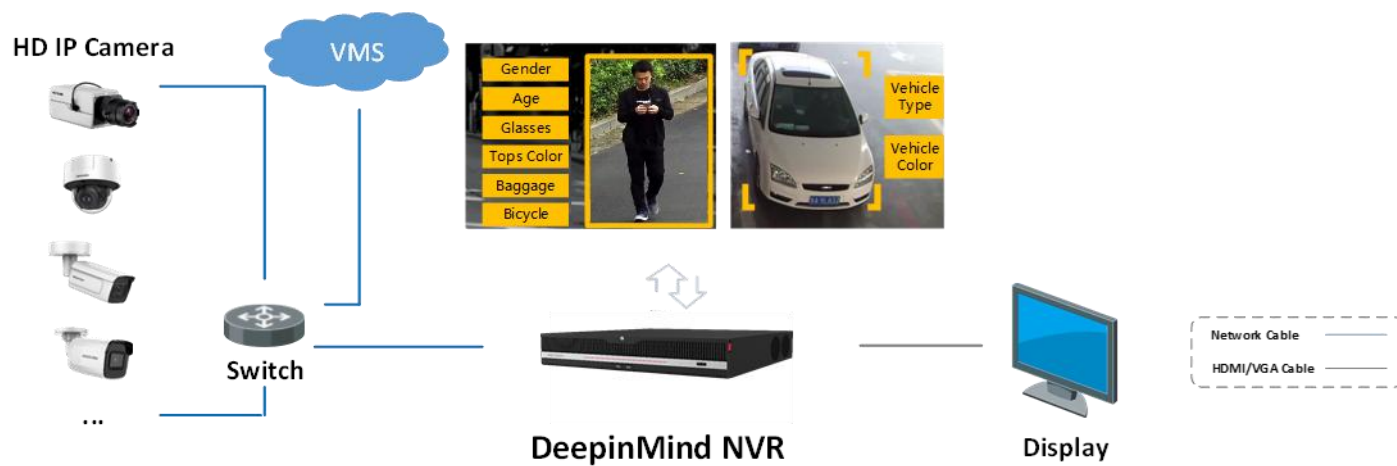 HD IP Camera
VMS
Gender
Age
Glasses
Tops Color
Baggage
Bicycle
Vehicle
Type
Vehicle
Color
Switch
...
DeepinMind NVR
Display
Network Cable
HDMI/VGA Cable